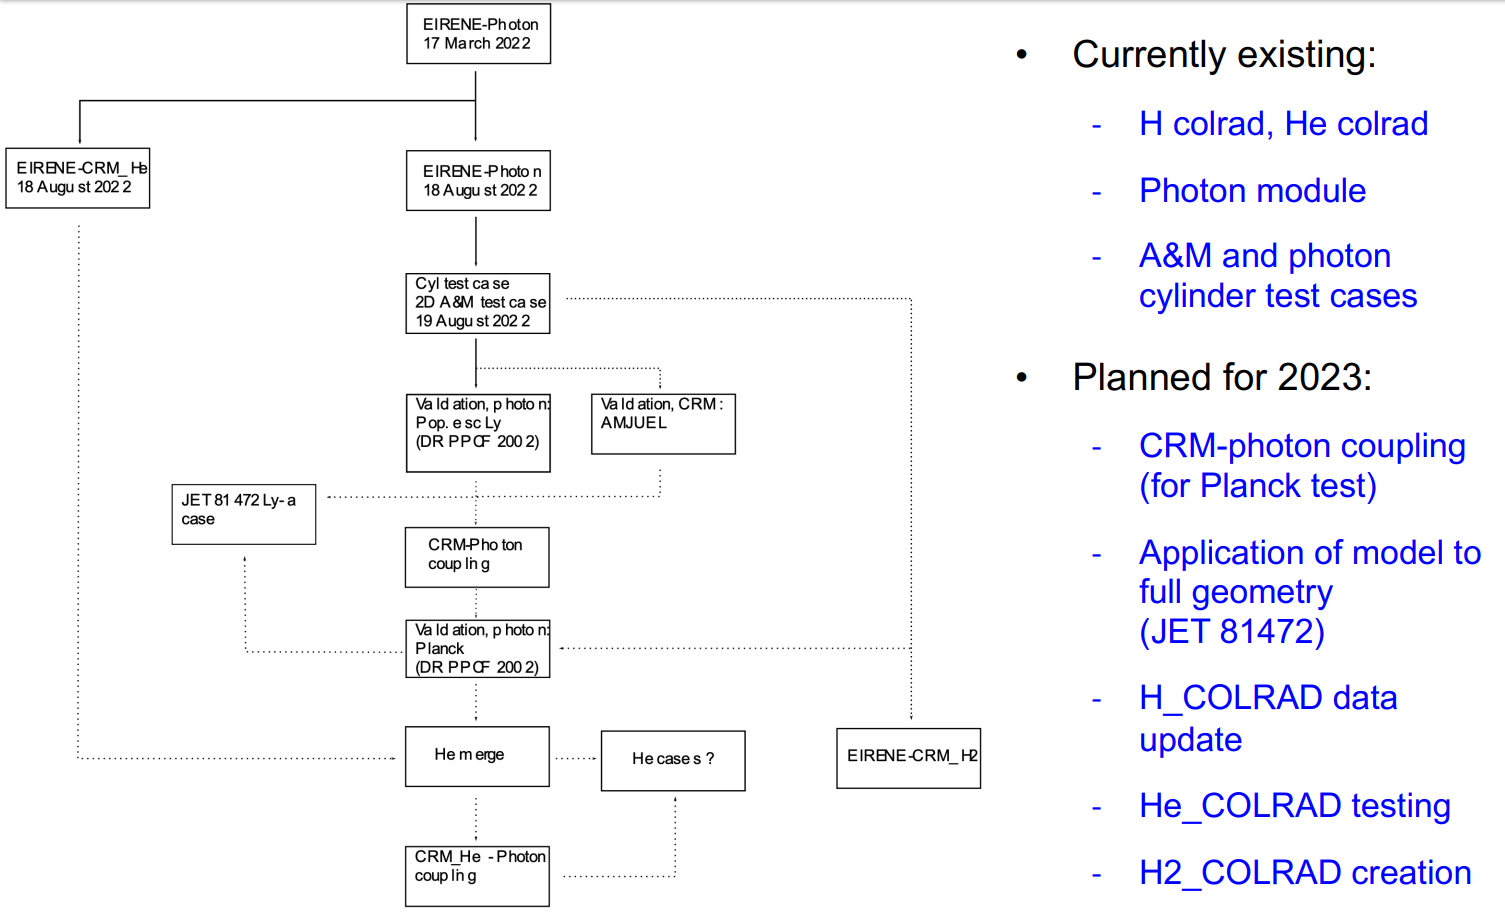 EIRENE-Photon
17 March 2022
EIRENE-CRM_He
18 August 2022
EIRENE-Photon
18 August 2022
Cyl test case
2D A&M test case
19 August 2022
Valdation, photon:
Pop. esc Ly
(DR PPCF 2002)
Valdation, CRM:
AMJUEL
JET 81472 Ly-a
case
CRM-Photon
coupling
Valdation, photon:
Planck
(DR PPCF 2002)
He merge
He cases ?
EIRENE-CRM_H2
CRM_He - Photon
coupling
• Currently existing:
- H colrad, He colrad
- Photon module
- A&M and photon
cylinder test cases
• Planned for 2023:
- CRM-photon coupling
(for Planck test)
- Application of model to
full geometry
(JET 81472)
- H_COLRAD data
update
- He_COLRAD testing
- H2_COLRAD creation